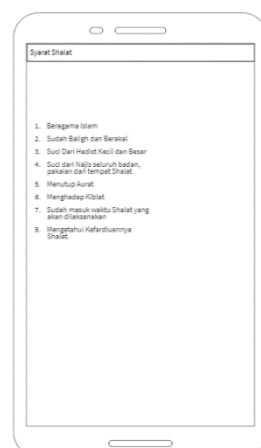 Syarat Shalat
1. Beragama Islam
2. Sudah Baligh dan Berakal
3. Suci Dari Hadist Kecil dan Besar
4. Suci dari Najis seluruh badan,
pakaian dan tempat Shalat
5. Menutup Aurat
6. Menghadap Kiblat
7. Sudah masuk waktu Shalat yang
akan dilaksanakan
8. Mengetahui Kefardluannya
Shalat.